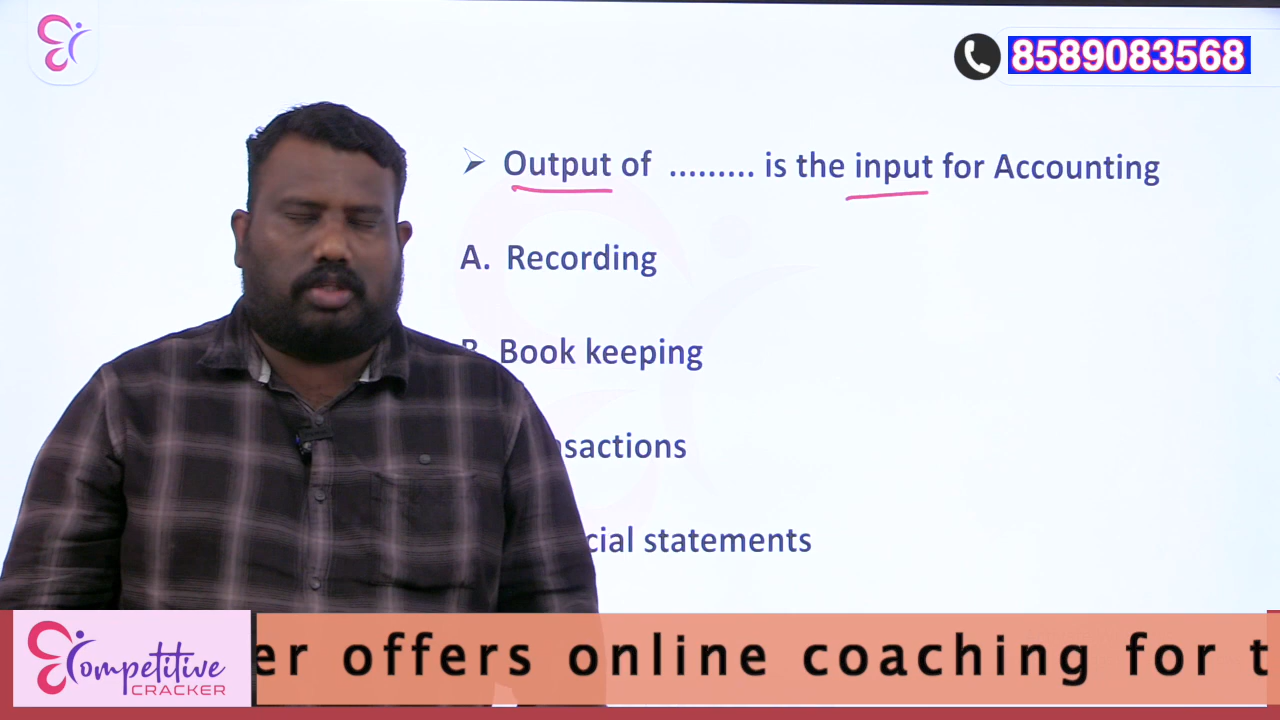 8589083568
Output of ......... is the input for Accounting
A. Recording
B. Book keeping
nsactions
cial statements
Competitive
CRACKER
er offers online coaching for t